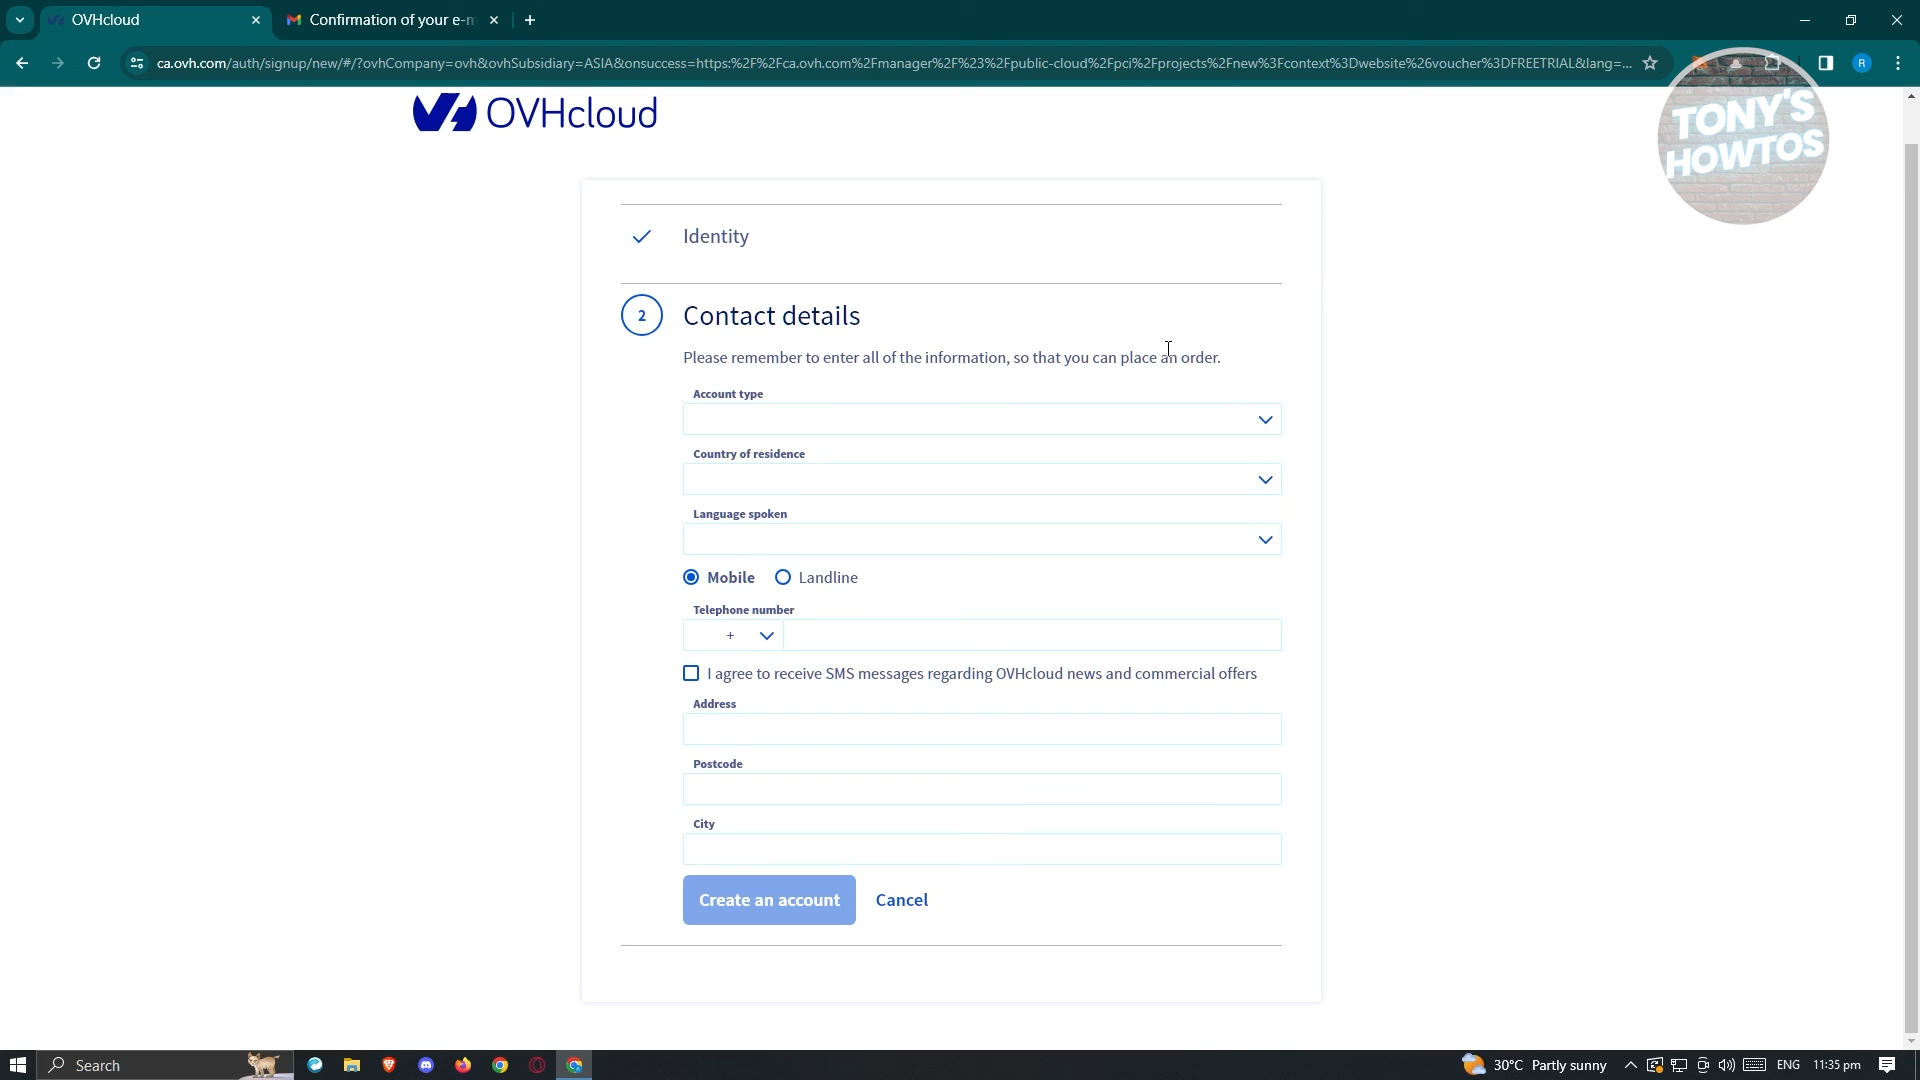 OVHcloud
Confirmation of your e-m
ca.ovh.com/auth/signup/new/#/?ovhCompany=ovh&ovhSubsidiary=ASIA&onsuccess=https:%2F%2Fca.ovh.com%2Fmanager%2F%23%2Fpublic-cloud%2Fpci%2Fprojects%2Fnew%3Fcontext%3Dwebsite%26voucher%3DFREETRIAL&lang=...
R
OVHcloud
TONY'S
HOWTOS
Identity
2
Contact details
Please remember to enter all of the information, so that you can place an order.
Account type
Country of residence
Language spoken
Mobile
Landline
Telephone number
+
I agree to receive SMS messages regarding OVHcloud news and commercial offers
Address
Postcode
City
Create an account
Cancel
Search
30°C Partly sunny
ENG
11:35 pm